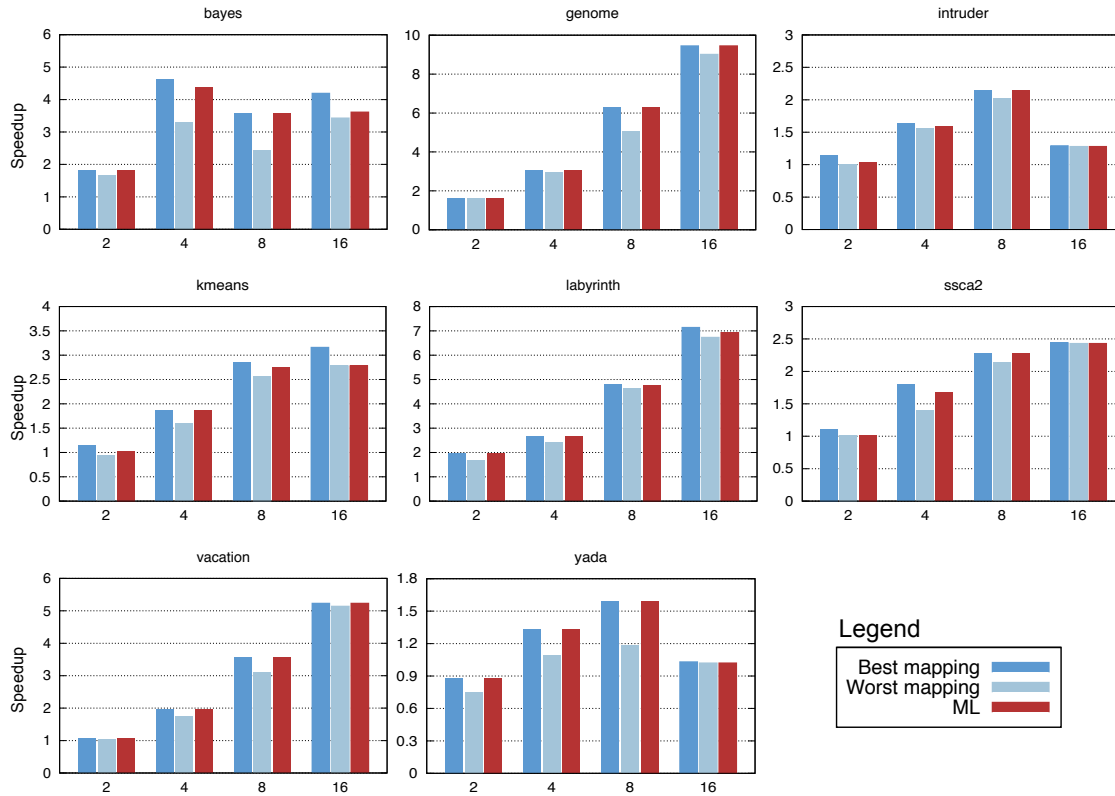 bayes
Speedup
6
5
4
3
2
1
0
2 4 8 16
genome
10
8
6
4
2
0
2 4 8 16
intruder
3
2.5
2
1.5
1
0.5
0
2 4 8 16
kmeans
Speedup
4
3.5
3
2.5
2
1.5
1
0.5
0
2 4 8 16
labyrinth
8
7
6
5
4
3
2
1
0
2 4 8 16
ssca2
3
2.5
2
1.5
1
0.5
0
2 4 8 16
vacation
Speedup
6
5
4
3
2
1
0
2 4 8 16
yada
1.8
1.5
1.2
0.9
0.6
0.3
0
2 4 8 16
Legend
Best mapping
Worst mapping
ML